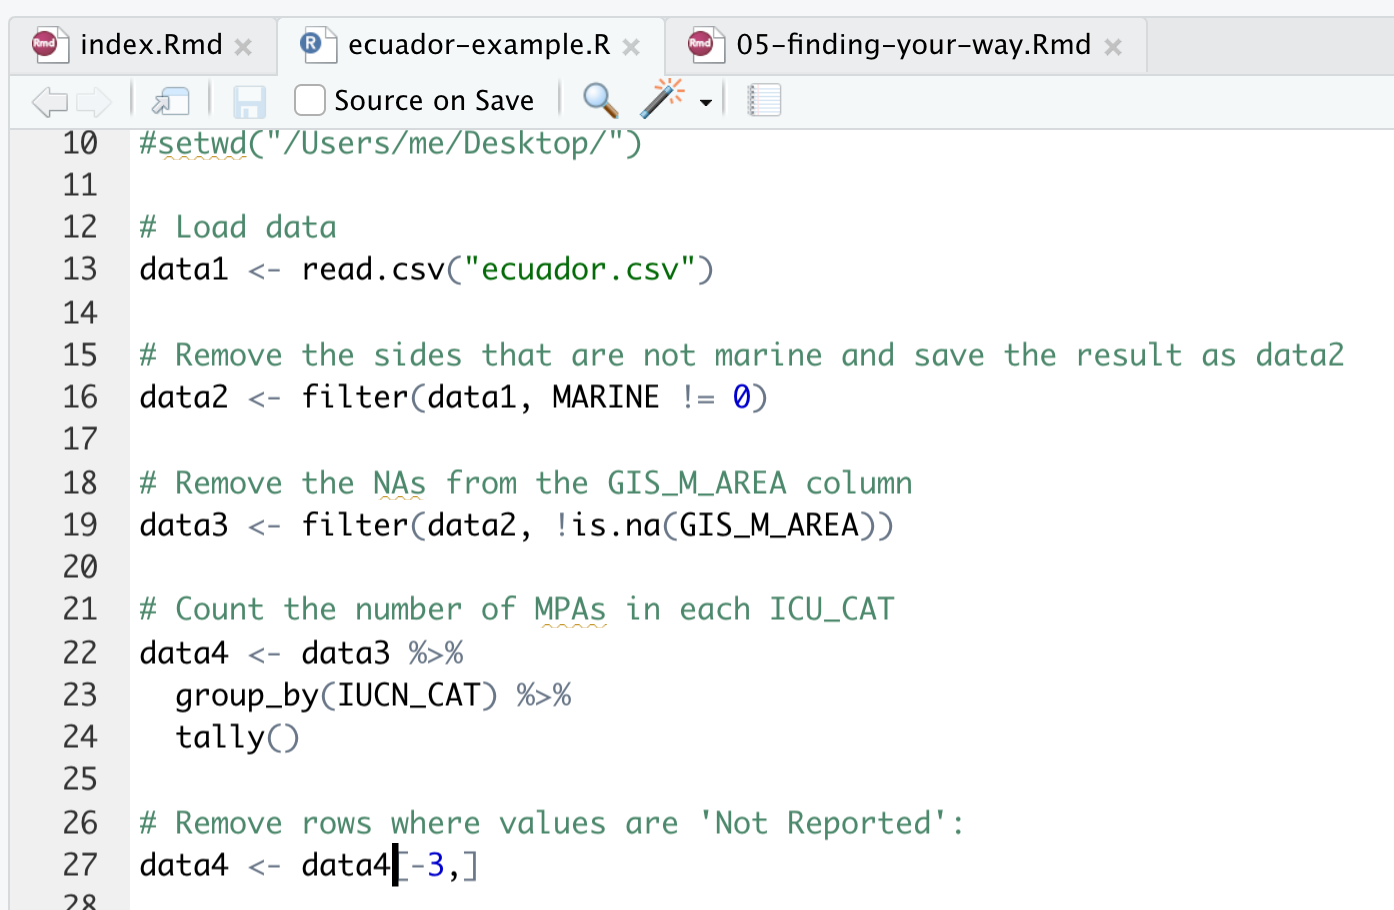 Rmd index.Rmd × R ecuador-example.R × Rmd 05-finding-your-way.Rmd ×
Source on Save
10 #setwd("/Users/me/Desktop/")
11
12 # Load data
13 data1 <- read.csv("ecuador.csv")
14
15 # Remove the sides that are not marine and save the result as data2
16 data2 <- filter(data1, MARINE != 0)
17
18 # Remove the NAs from the GIS_M_AREA column
19 data3 <- filter(data2, !is.na(GIS_M_AREA))
20
21 # Count the number of MPAs in each ICU_CAT
22 data4 <- data3 %>%
23 group_by(IUCN_CAT) %>%
24 tally()
25
26 # Remove rows where values are 'Not Reported':
27 data4 <- data4[-3,]
28